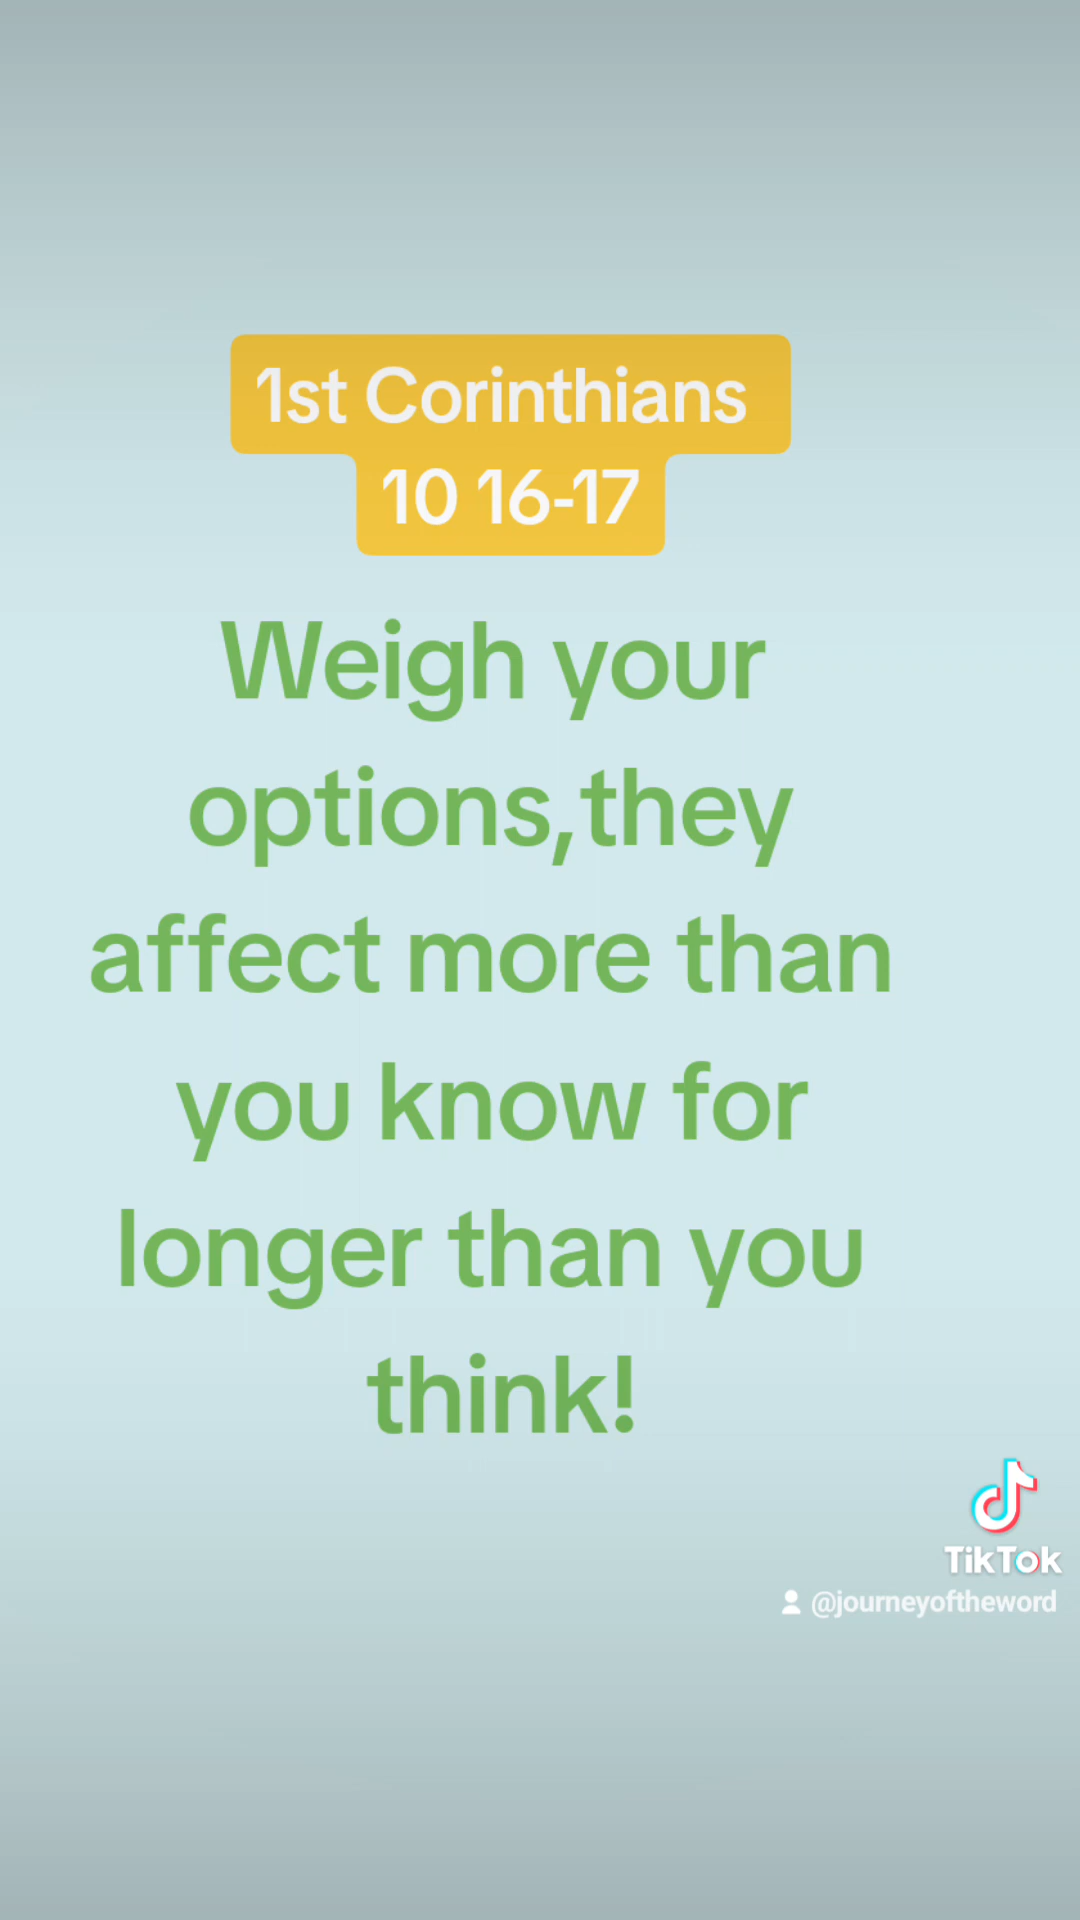 1st Corinthians
10 16-17
Weigh your
options,they
affect more than
you know for
longer than you
think!
TikTok
@journeyoftheword